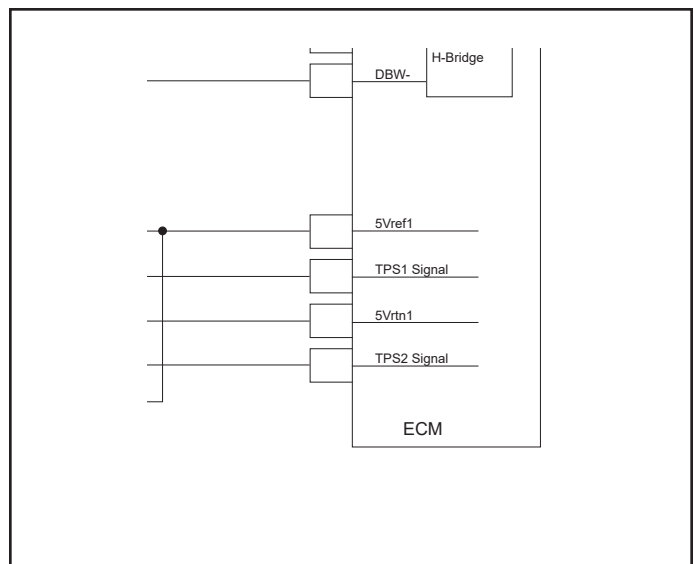 H-Bridge
DBW-
5Vref1
TPS1 Signal
5Vrtn1
TPS2 Signal
ECM